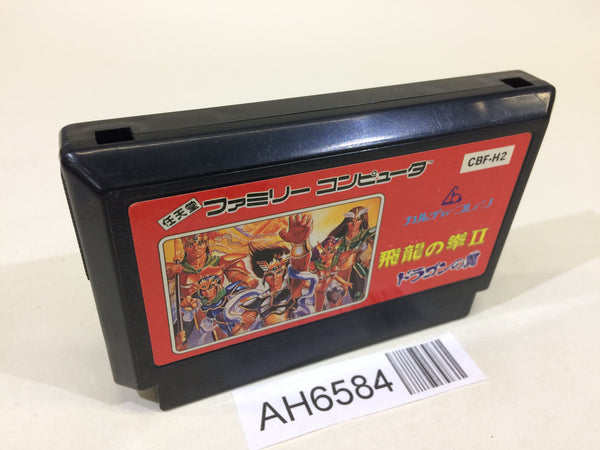 任天堂 ファミリー コンピュータ
CBF-H2
カルチャーブレーン
飛龍の拳II
ドラゴンの翼
AH6584